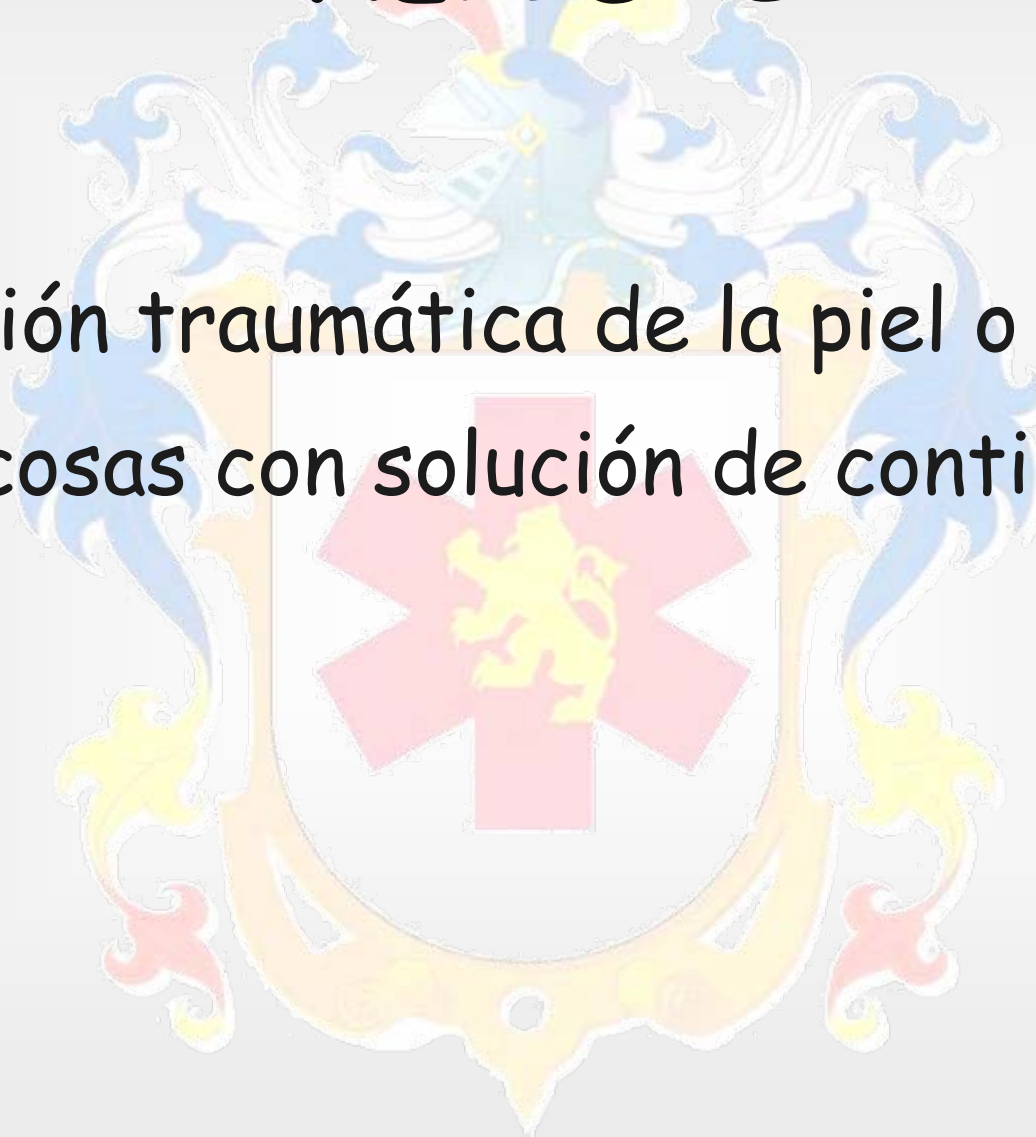 ión traumática de la piel o
cosas con solución de conti